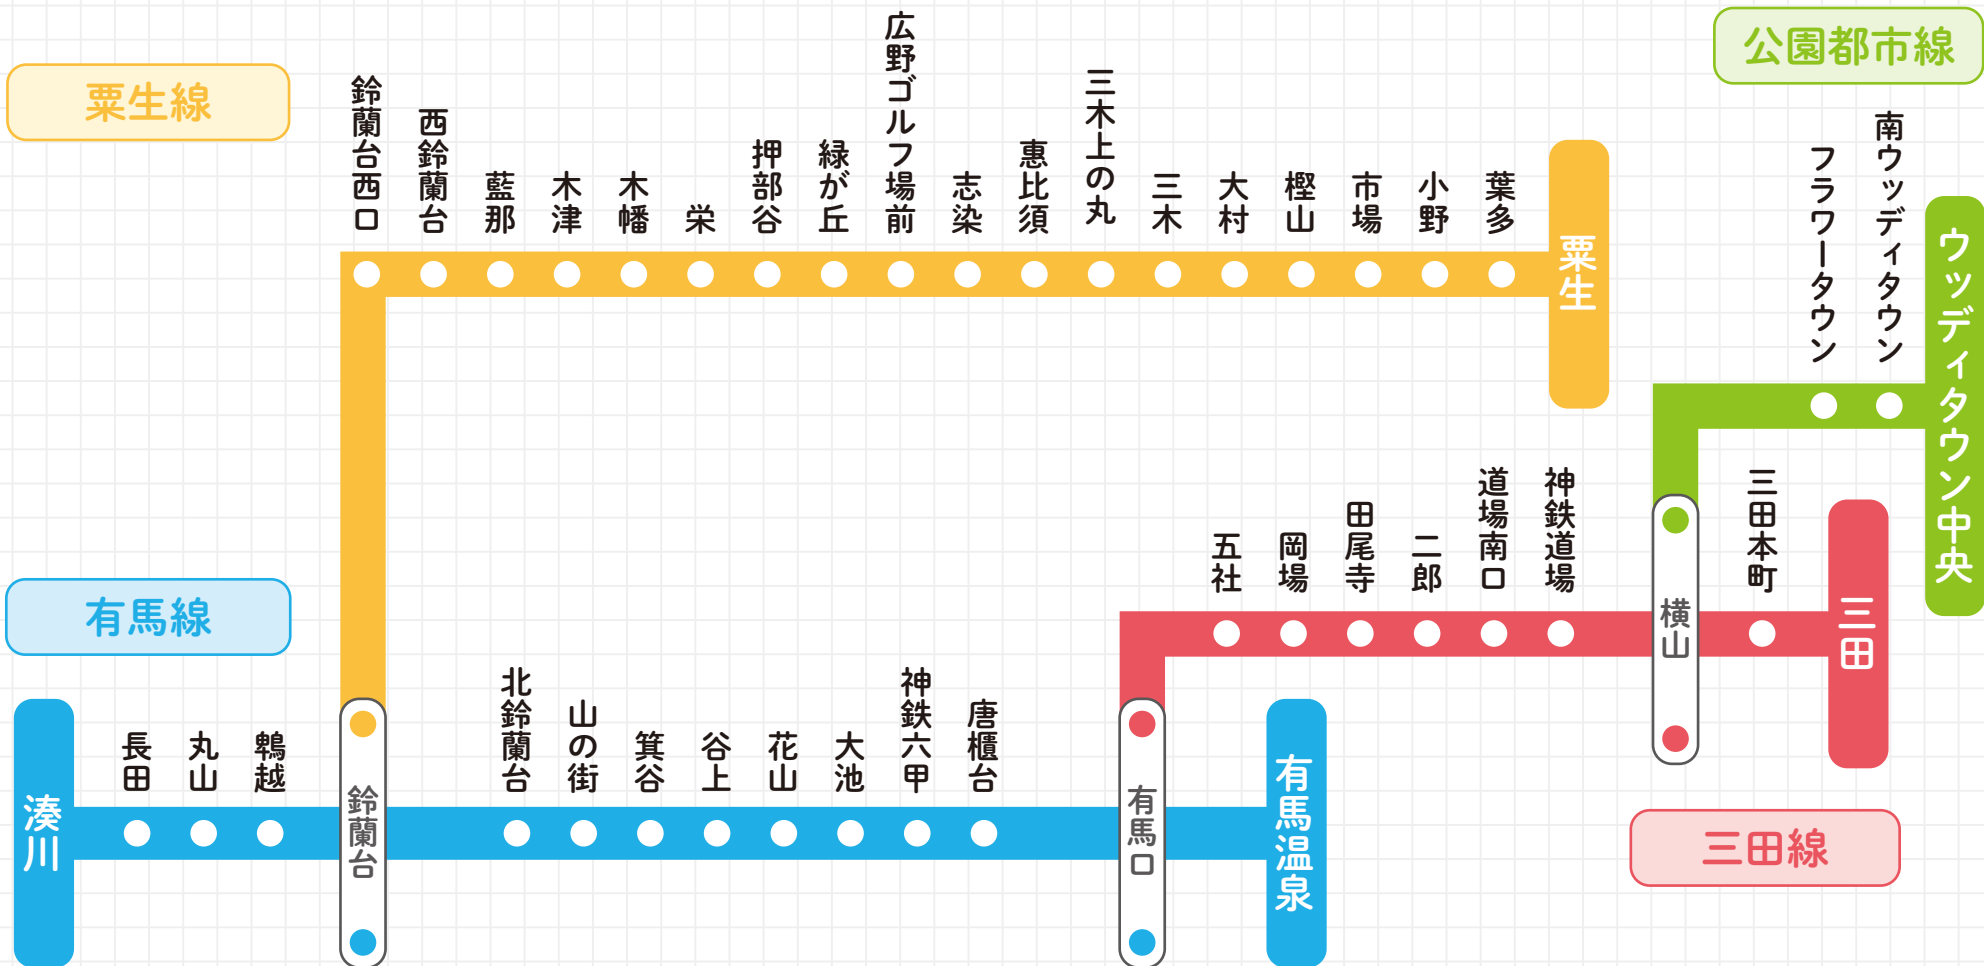 粟生線
鈴蘭台西口
西鈴蘭台
藍那
木津
木幡
栄
押部谷
緑が丘
広野ゴルフ場前
志染
恵比須
三木上の丸
三木
大村
樫山
市場
小野
葉多
粟生
公園都市線
フラワータウン
南ウッディタウン
ウッディタウン中央
有馬線
湊川
長田
丸山
鵯越
鈴蘭台
北鈴蘭台
山の街
箕谷
谷上
花山
大池
神鉄六甲
唐櫃台
有馬口
有馬温泉
五社
岡場
田尾寺
二郎
道場南口
神鉄道場
横山
三田本町
三田
三田線